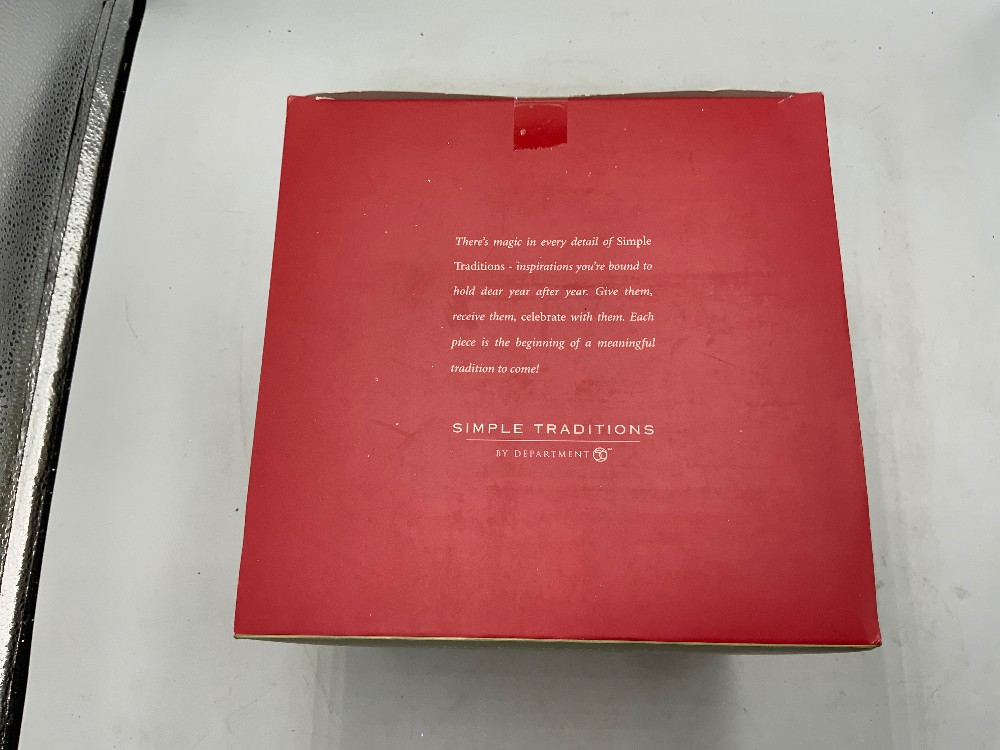 There's magic in every detail of Simple
Traditions - inspirations you're bound to
hold dear year after year. Give them,
receive them, celebrate with them. Each
piece is the beginning of a meaningful
tradition to come!
SIMPLE TRADITIONS
BY DEPARTMENT 56™